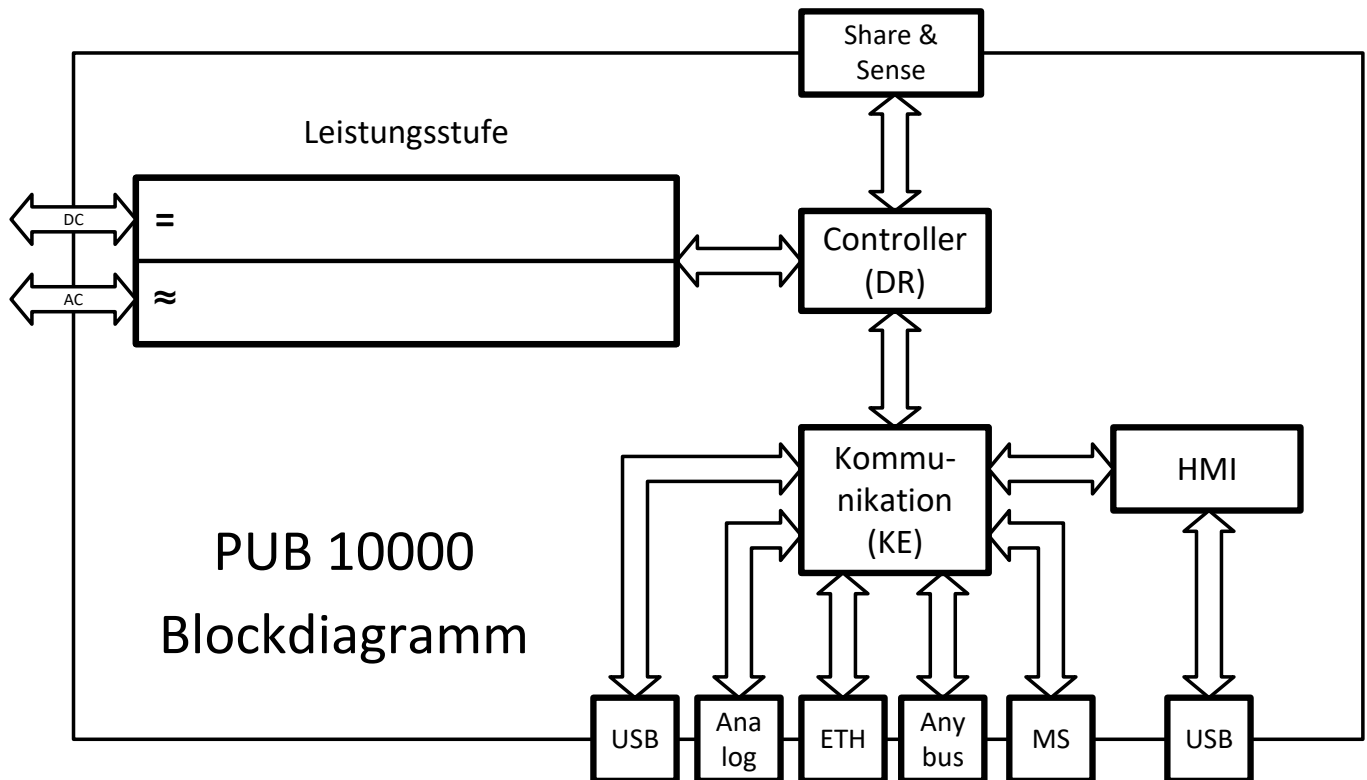 Share &
Sense
Leistungsstufe
DC
=
AC
≈
Controller
(DR)
Kommu-
nikation
(KE)
HMI
PUB 10000
Blockdiagramm
USB
Ana
log
ETH
Any
bus
MS
USB